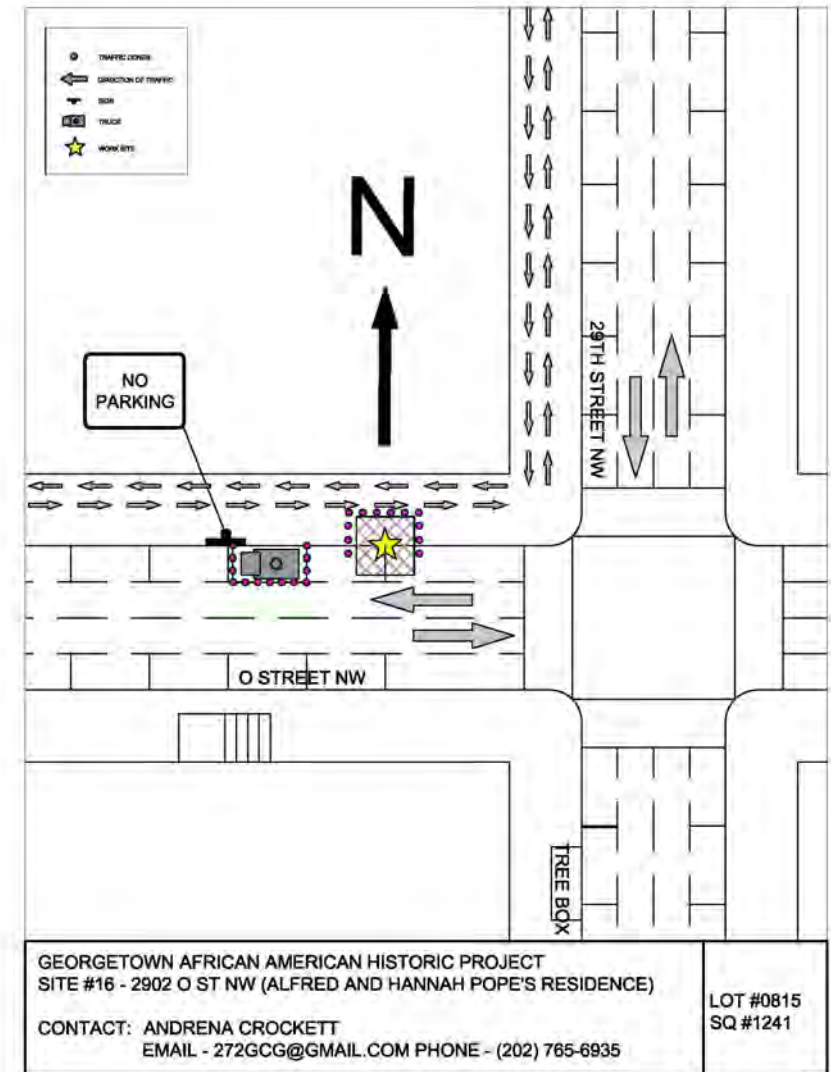 TRAFFIC CONES
DIRECTION OF TRAFFIC
SIGN
TRUCK
WORK SITE
N
NO
PARKING
29TH STREET NW
O STREET NW
TREE BOX
GEORGETOWN AFRICAN AMERICAN HISTORIC PROJECT
SITE #16 - 2902 O ST NW (ALFRED AND HANNAH POPE'S RESIDENCE)
CONTACT: ANDRENA CROCKETT
EMAIL - 272GCG@GMAIL.COM PHONE - (202) 765-6935
LOT #0815
SQ #1241